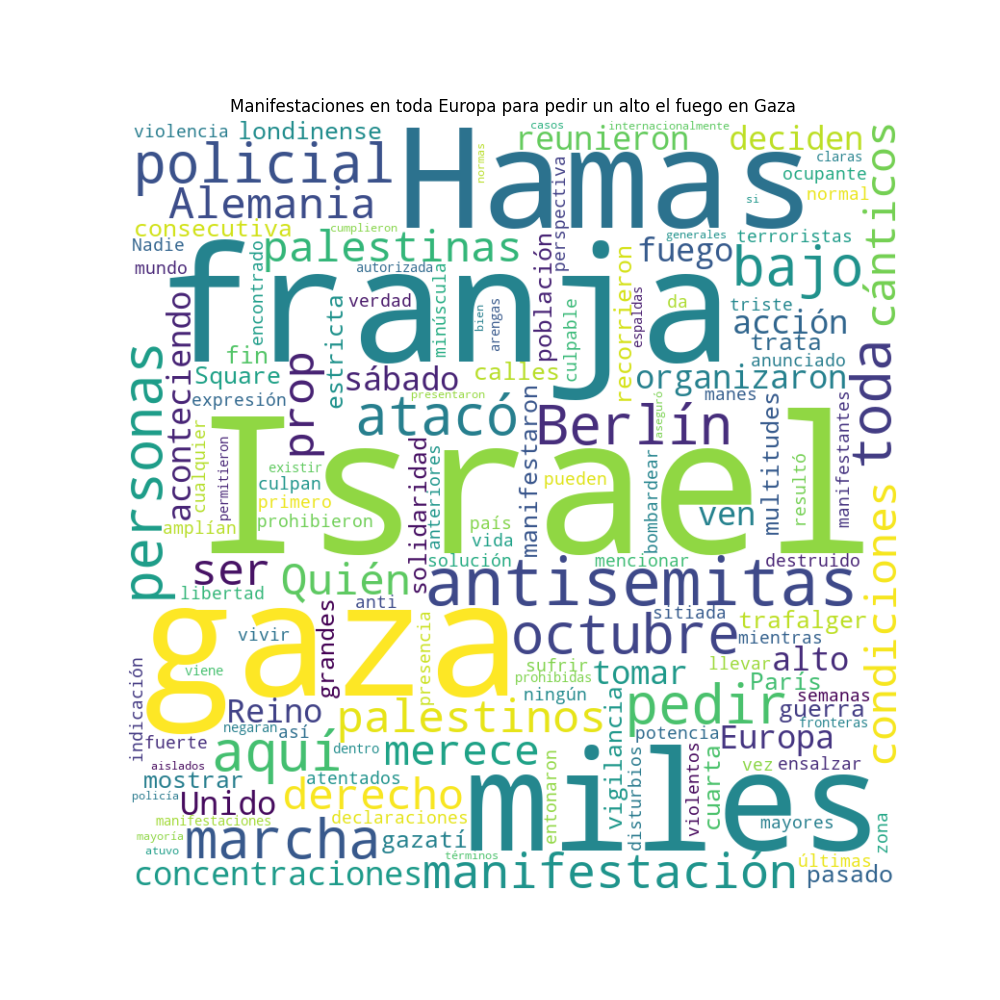 Manifestaciones en toda Europa para pedir un alto el fuego en Gaza
violencia
londinense
casos
internacionalmente
reunieron
deciden
cánticos
policial
Hamas
normas
claras
ocupante
normal
si
Alemania
consecutiva
cumplieron
perspectiva
generales
terroristas
Nadie
encontrado
palestinas
población
fuego
bajo
mundo
autorizada
franja
recorrieron
acción
toda
aconteciendo
estricta
verdad
minúscula
bien
arengas
culpable
espaldas
da
triste
trata
anunciado
personas
fin
Square
prop
sábado
calles
organizaron
expresión
presentaron
manes
atacó
Berlín
aseguró
multitudes
manifestantes
cualquier
permitieron
Israel
solidaridad
anteriores
manifestaron
bombardear
resultó
existir
culpan
primero
prohibieron
amplían
pueden
país
vida
ven
condiciones
solución
mencionar
destruido
ser
Quién
antisemitas
libertad
anti
sitiada
gaza
grandes
presencia
octubre
trafalger
mientras
vivir
viene
sufrir
prohibidas
ningún
tomar
llevar
alto
París
semanas
indicación
Reino
palestinos
vigilancia
pedir
guerra
fronteras
negaran
así
potencia
Europa
fuerte
aquí
dentro
merece
miles
disturbios
violentos
cuarta
vez
ensalzar
aislados
mostrar
atentados
entonaron
policía
Unido
derecho
declaraciones
manifestaciones
mayores
zona
mayoría
marcha
gazatí
atuvo
términos
concentraciones
manifestación
últimas
pasado